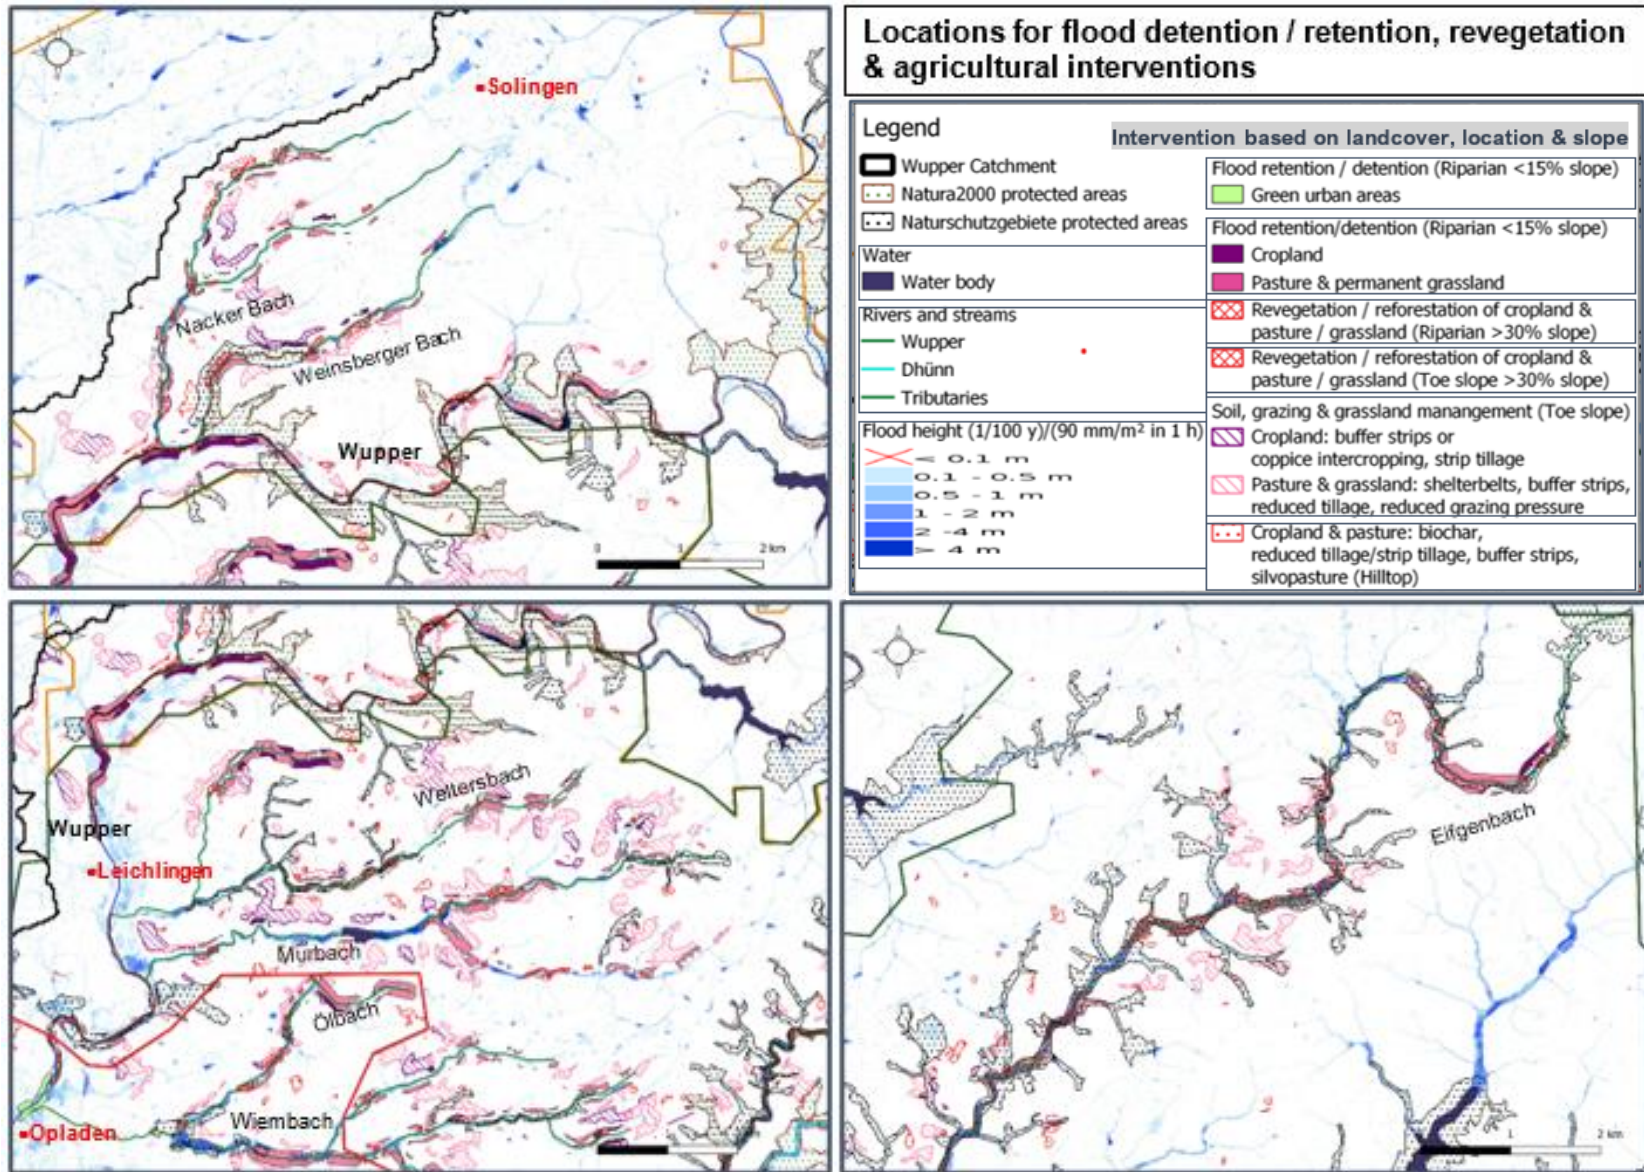 Locations for flood detention / retention, revegetation
& agricultural interventions
Legend
Intervention based on landcover, location & slope
Wupper Catchment
Natura2000 protected areas
Naturschutzgebiete protected areas
Water
Water body
Rivers and streams
Wupper
Dhünn
Tributaries
Flood height (1/100 y)/(90 mm/m² in 1 h)
< 0.1 m
0.1 - 0.5 m
0.5 - 1 m
1 - 2 m
2 -4 m
> 4 m
Flood retention / detention (Riparian <15% slope)
Green urban areas
Flood retention/detention (Riparian <15% slope)
Cropland
Pasture & permanent grassland
Revegetation / reforestation of cropland &
pasture / grassland (Riparian >30% slope)
Revegetation / reforestation of cropland &
pasture / grassland (Toe slope >30% slope)
Soil, grazing & grassland manangement (Toe slope)
Cropland: buffer strips or
coppice intercropping, strip tillage
Pasture & grassland: shelterbelts, buffer strips,
reduced tillage, reduced grazing pressure
Cropland & pasture: biochar,
reduced tillage/strip tillage, buffer strips,
silvopasture (Hilltop)
Solingen
Nacker Bach
Weinsberger Bach
Wupper
0 1 2 km
Weltersbach
Wupper
Leichlingen
Murbach
Ölbach
Wiembach
Opladen
Eifgenbach
1 2 km